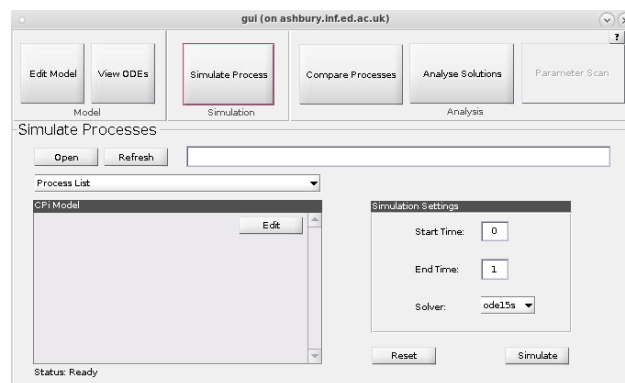 gui (on ashbury.inf.ed.ac.uk)
?
Edit Model
View ODEs
Simulate Process
Compare Processes
Analyse Solutions
Parameter Scan
Model
Simulation
Analysis
Simulate Processes
Open
Refresh
Process List
CPi Model
Edit
Simulation Settings
Start Time:
0
End Time:
1
Solver:
ode15s
Reset
Simulate
Status: Ready